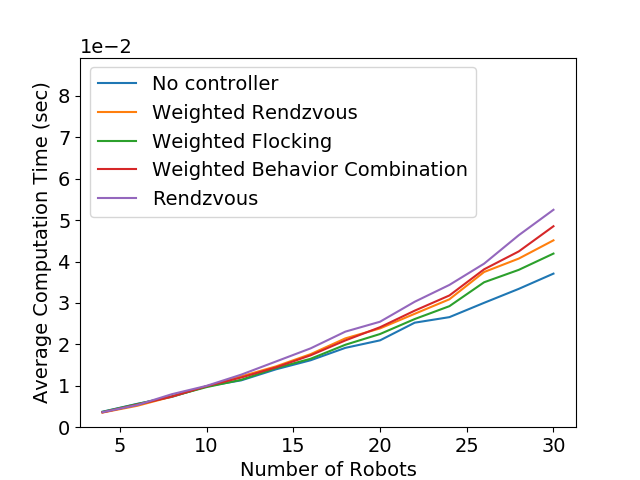 1e−2
Average Computation Time (sec)
8
7
6
5
4
3
2
1
0
No controller
Weighted Rendzvous
Weighted Flocking
Weighted Behavior Combination
Rendzvous
5 10 15 20 25 30
Number of Robots